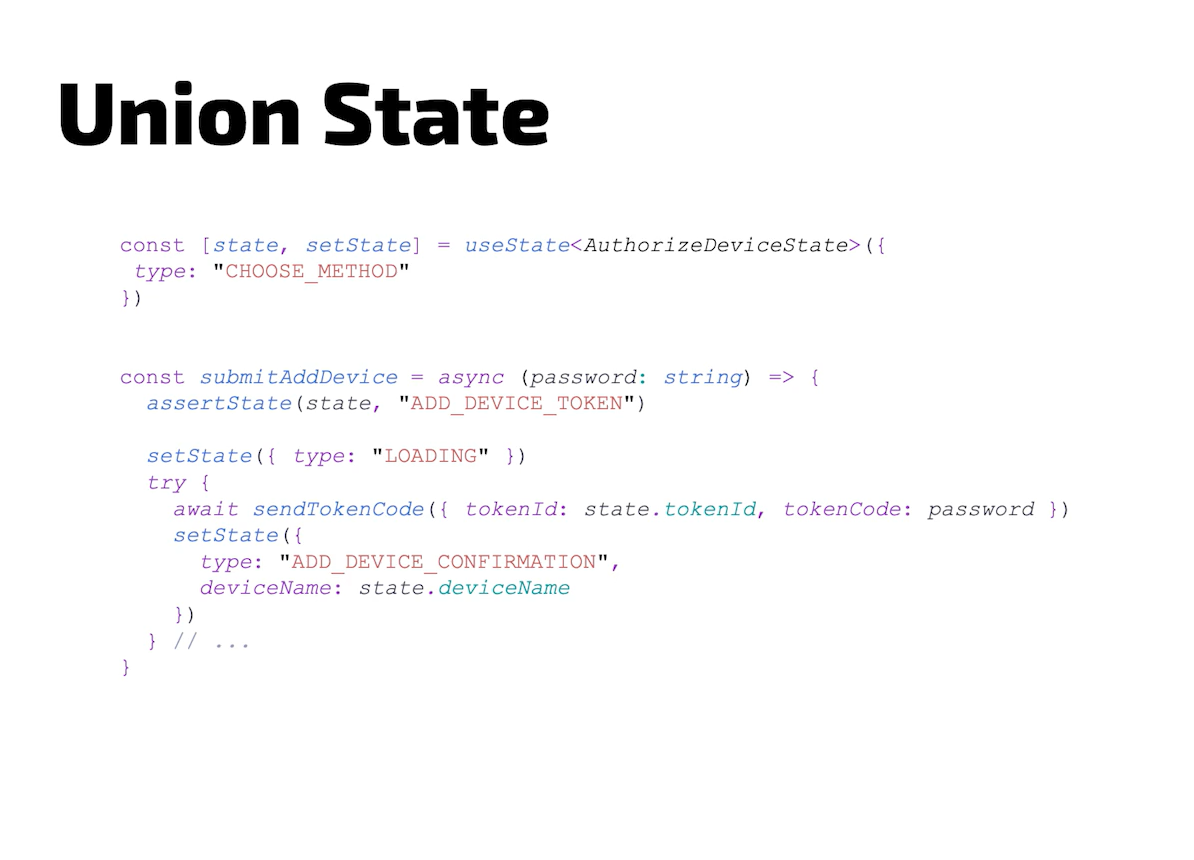 Union State
const [state, setState] = useState<AuthorizeDeviceState>({
type: "CHOOSE_METHOD"
})
const submitAddDevice = async (password: string) => {
assertState(state, "ADD_DEVICE_TOKEN")
setState({ type: "LOADING" })
try {
await sendTokenCode({ tokenId: state.tokenId, tokenCode: password })
setState({
type: "ADD_DEVICE_CONFIRMATION",
deviceName: state.deviceName
})
} // ...
}